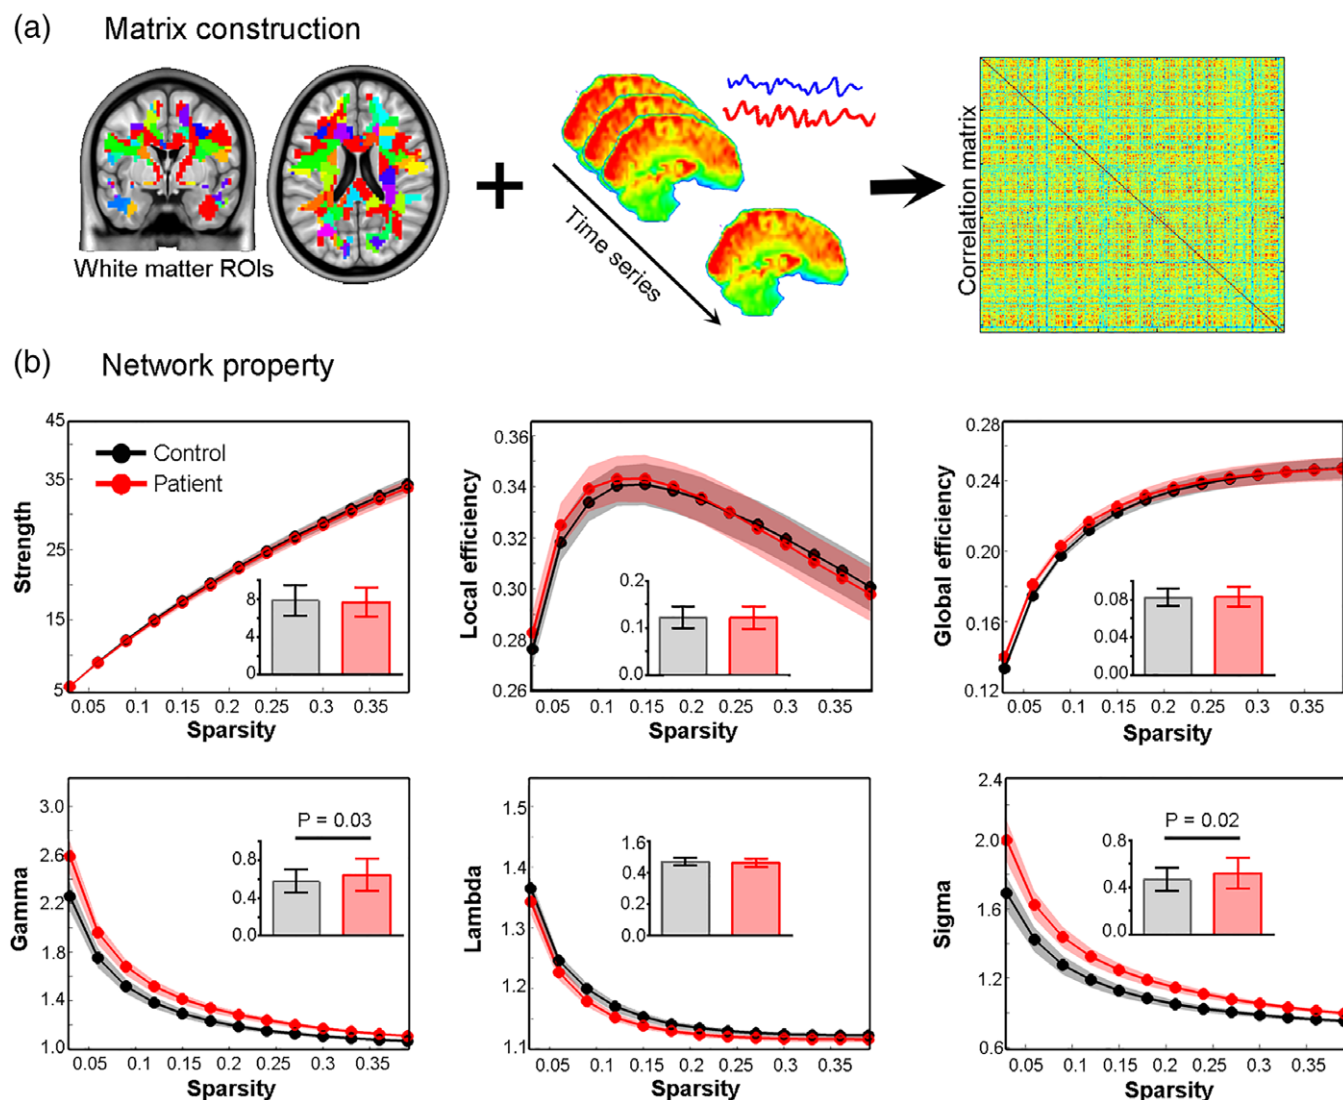 (a) Matrix construction
White matter ROIs
Time series
Correlation matrix
(b) Network property
Strength
45
35
25
15
5
Control
Patient
12
8
4
0
0.05 0.1 0.15 0.2 0.25 0.3 0.35
Sparsity
Local efficiency
0.36
0.34
0.32
0.30
0.28
0.26
0.2
0.1
0.0
0.05 0.1 0.15 0.2 0.25 0.3 0.35
Sparsity
Global efficiency
0.28
0.24
0.20
0.16
0.12
0.08
0.04
0.00
0.05 0.1 0.15 0.2 0.25 0.3 0.35
Sparsity
Gamma
3.0
2.6
2.2
1.8
1.4
1.0
P = 0.03
0.8
0.4
0.0
0.05 0.1 0.15 0.2 0.25 0.3 0.35
Sparsity
Lambda
1.5
1.4
1.3
1.2
1.1
1.6
0.4
0.2
0.0
0.05 0.1 0.15 0.2 0.25 0.3 0.35
Sparsity
Sigma
2.4
2.0
1.6
1.2
1.0
0.6
P = 0.02
0.8
0.4
0.0
0.05 0.1 0.15 0.2 0.25 0.3 0.35
Sparsity